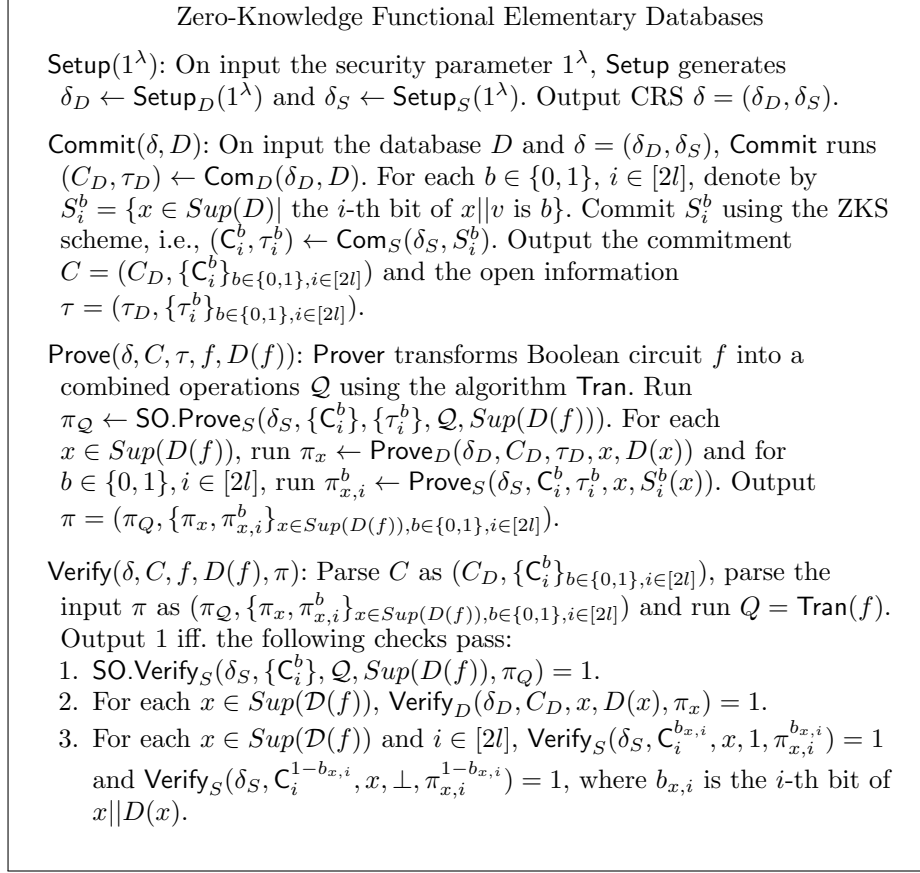 Zero-Knowledge Functional Elementary Databases
Setup(1^λ): On input the security parameter 1^λ, Setup generates
δ_D ← Setup_D(1^λ) and δ_S ← Setup_S(1^λ). Output CRS δ = (δ_D, δ_S).
Commit(δ, D): On input the database D and δ = (δ_D, δ_S), Commit runs
(C_D, τ_D) ← Com_D(δ_D, D). For each b ∈ {0, 1}, i ∈ [2l], denote by
S_i^b = {x ∈ Sup(D)| the i-th bit of x||v is b}. Commit S_i^b using the ZKS
scheme, i.e., (C_i^b, τ_i^b) ← Com_S(δ_S, S_i^b). Output the commitment
C = (C_D, {C_i^b}_{b∈{0,1},i∈[2l]}) and the open information
τ = (τ_D, {τ_i^b}_{b∈{0,1},i∈[2l]}).
Prove(δ, C, τ, f, D(f)): Prover transforms Boolean circuit f into a
combined operations 𝒬 using the algorithm Tran. Run
π_𝒬 ← SO.Prove_S(δ_S, {C_i^b}, {τ_i^b}, 𝒬, Sup(D(f))). For each
x ∈ Sup(D(f)), run π_x ← Prove_D(δ_D, C_D, τ_D, x, D(x)) and for
b ∈ {0, 1}, i ∈ [2l], run π_{x,i}^b ← Prove_S(δ_S, C_i^b, τ_i^b, x, S_i^b(x)). Output
π = (π_Q, {π_x, π_{x,i}^b}_{x∈Sup(D(f)),b∈{0,1},i∈[2l]}).
Verify(δ, C, f, D(f), π): Parse C as (C_D, {C_i^b}_{b∈{0,1},i∈[2l]}), parse the
input π as (π_𝒬, {π_x, π_{x,i}^b}_{x∈Sup(D(f)),b∈{0,1},i∈[2l]}) and run Q = Tran(f).
Output 1 iff. the following checks pass:
1. SO.Verify_S(δ_S, {C_i^b}, 𝒬, Sup(D(f)), π_Q) = 1.
2. For each x ∈ Sup(𝒟(f)), Verify_D(δ_D, C_D, x, D(x), π_x) = 1.
3. For each x ∈ Sup(𝒟(f)) and i ∈ [2l], Verify_S(δ_S, C_i^{b_{x,i}}, x, 1, π_{x,i}^{b_{x,i}}) = 1
and Verify_S(δ_S, C_i^{1−b_{x,i}}, x, ⊥, π_{x,i}^{1−b_{x,i}}) = 1, where b_{x,i} is the i-th bit of
x||D(x).